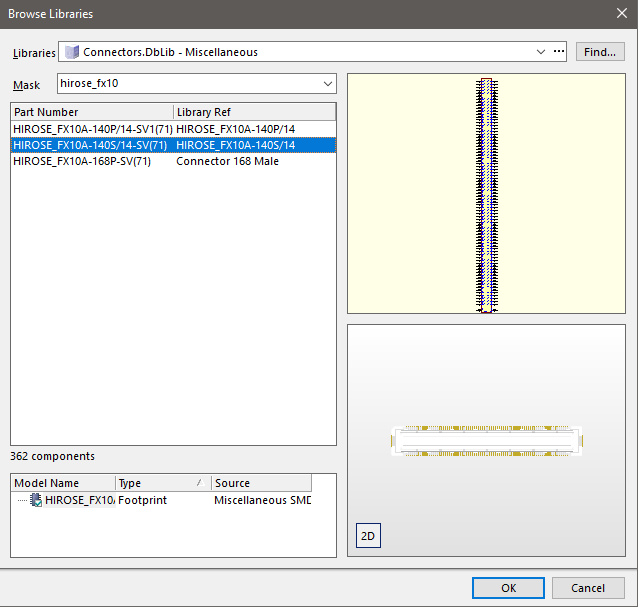 Browse Libraries
Libraries Connectors.DbLib - Miscellaneous ... Find...
Mask hirose_fx10
Part Number Library Ref
HIROSE_FX10A-140P/14-SV1(71) HIROSE_FX10A-140P/14
HIROSE_FX10A-140S/14-SV(71) HIROSE_FX10A-140S/14
HIROSE_FX10A-168P-SV(71) Connector 168 Male
362 components
Model Name Type / Source
HIROSE_FX10/ Footprint Miscellaneous SMD
2D
OK Cancel